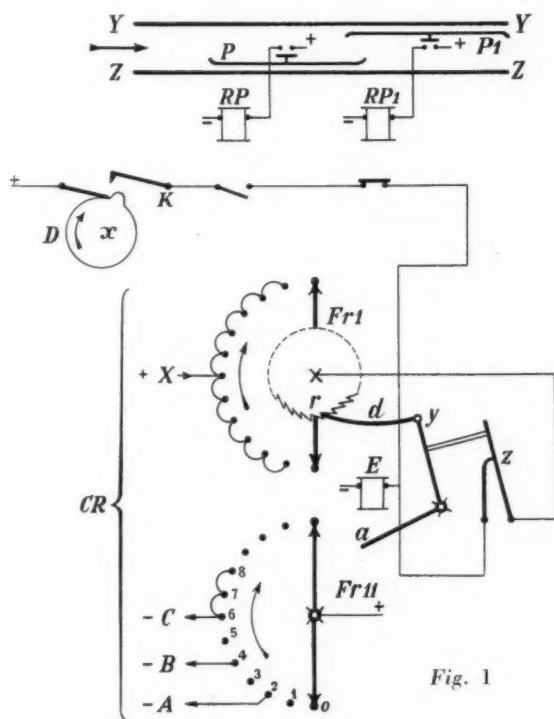 Y Y
+ + P1
P
Z Z
RP RP1
= =
+
K
D x
Fr1
+ X
r d y
E z
=
CR
a
8
7
- C 6 Fr11
+
5
- B 4
3
2
- A 1 o
Fig. 1